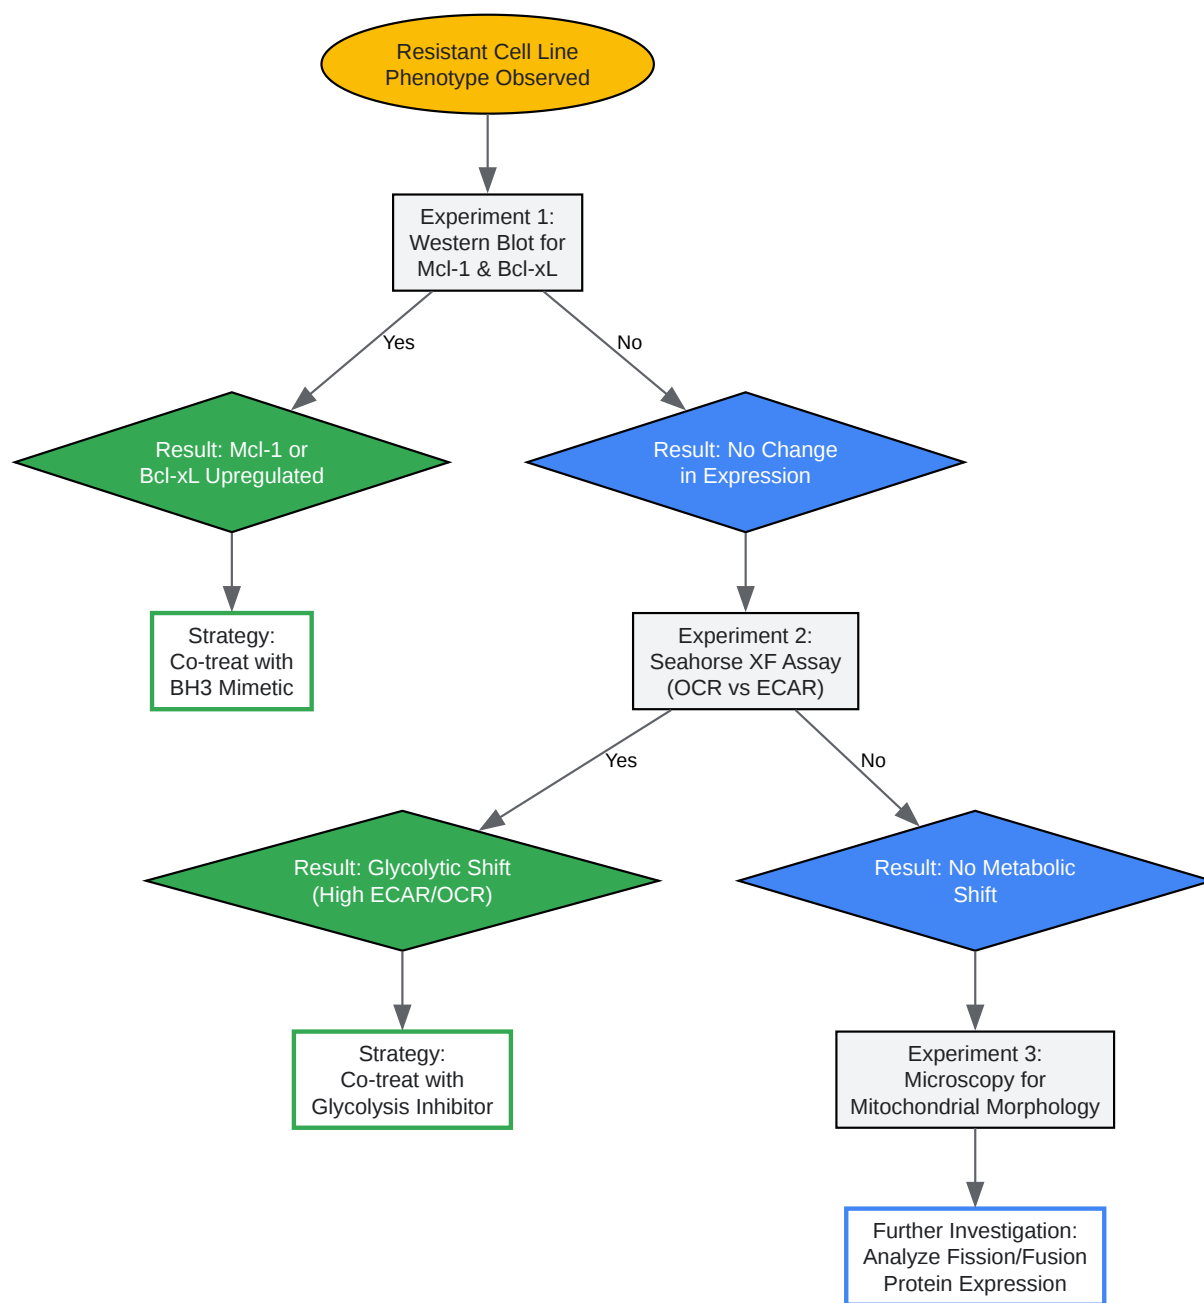 Resistant Cell Line
Phenotype Observed
Experiment 1:
Western Blot for
Mcl-1 & Bcl-xL
Yes
No
Result: Mcl-1 or
Bcl-xL Upregulated
Result: No Change
in Expression
Strategy:
Co-treat with
BH3 Mimetic
Experiment 2:
Seahorse XF Assay
(OCR vs ECAR)
Yes
No
Result: Glycolytic Shift
(High ECAR/OCR)
Result: No Metabolic
Shift
Strategy:
Co-treat with
Glycolysis Inhibitor
Experiment 3:
Microscopy for
Mitochondrial Morphology
Further Investigation:
Analyze Fission/Fusion
Protein Expression